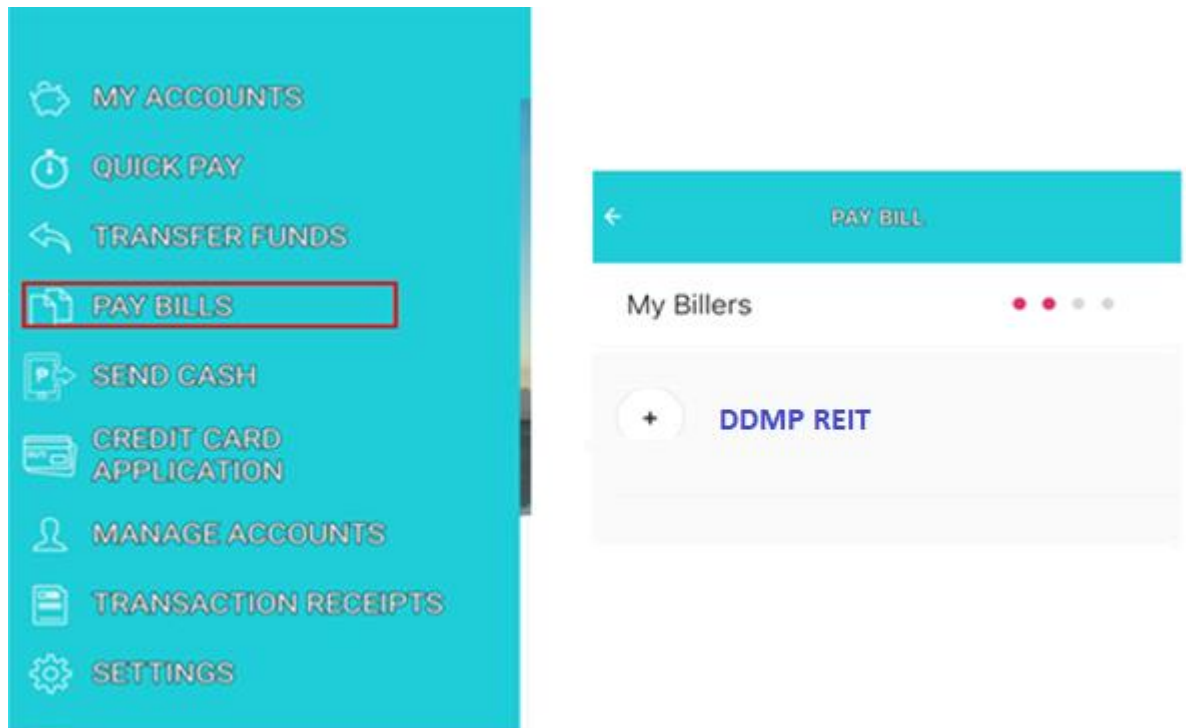 MY ACCOUNTS
QUICK PAY
TRANSFER FUNDS
PAY BILLS
SEND CASH
CREDIT CARD
APPLICATION
MANAGE ACCOUNTS
TRANSACTION RECEIPTS
SETTINGS
PAY BILL
My Billers
+ DDMP REIT